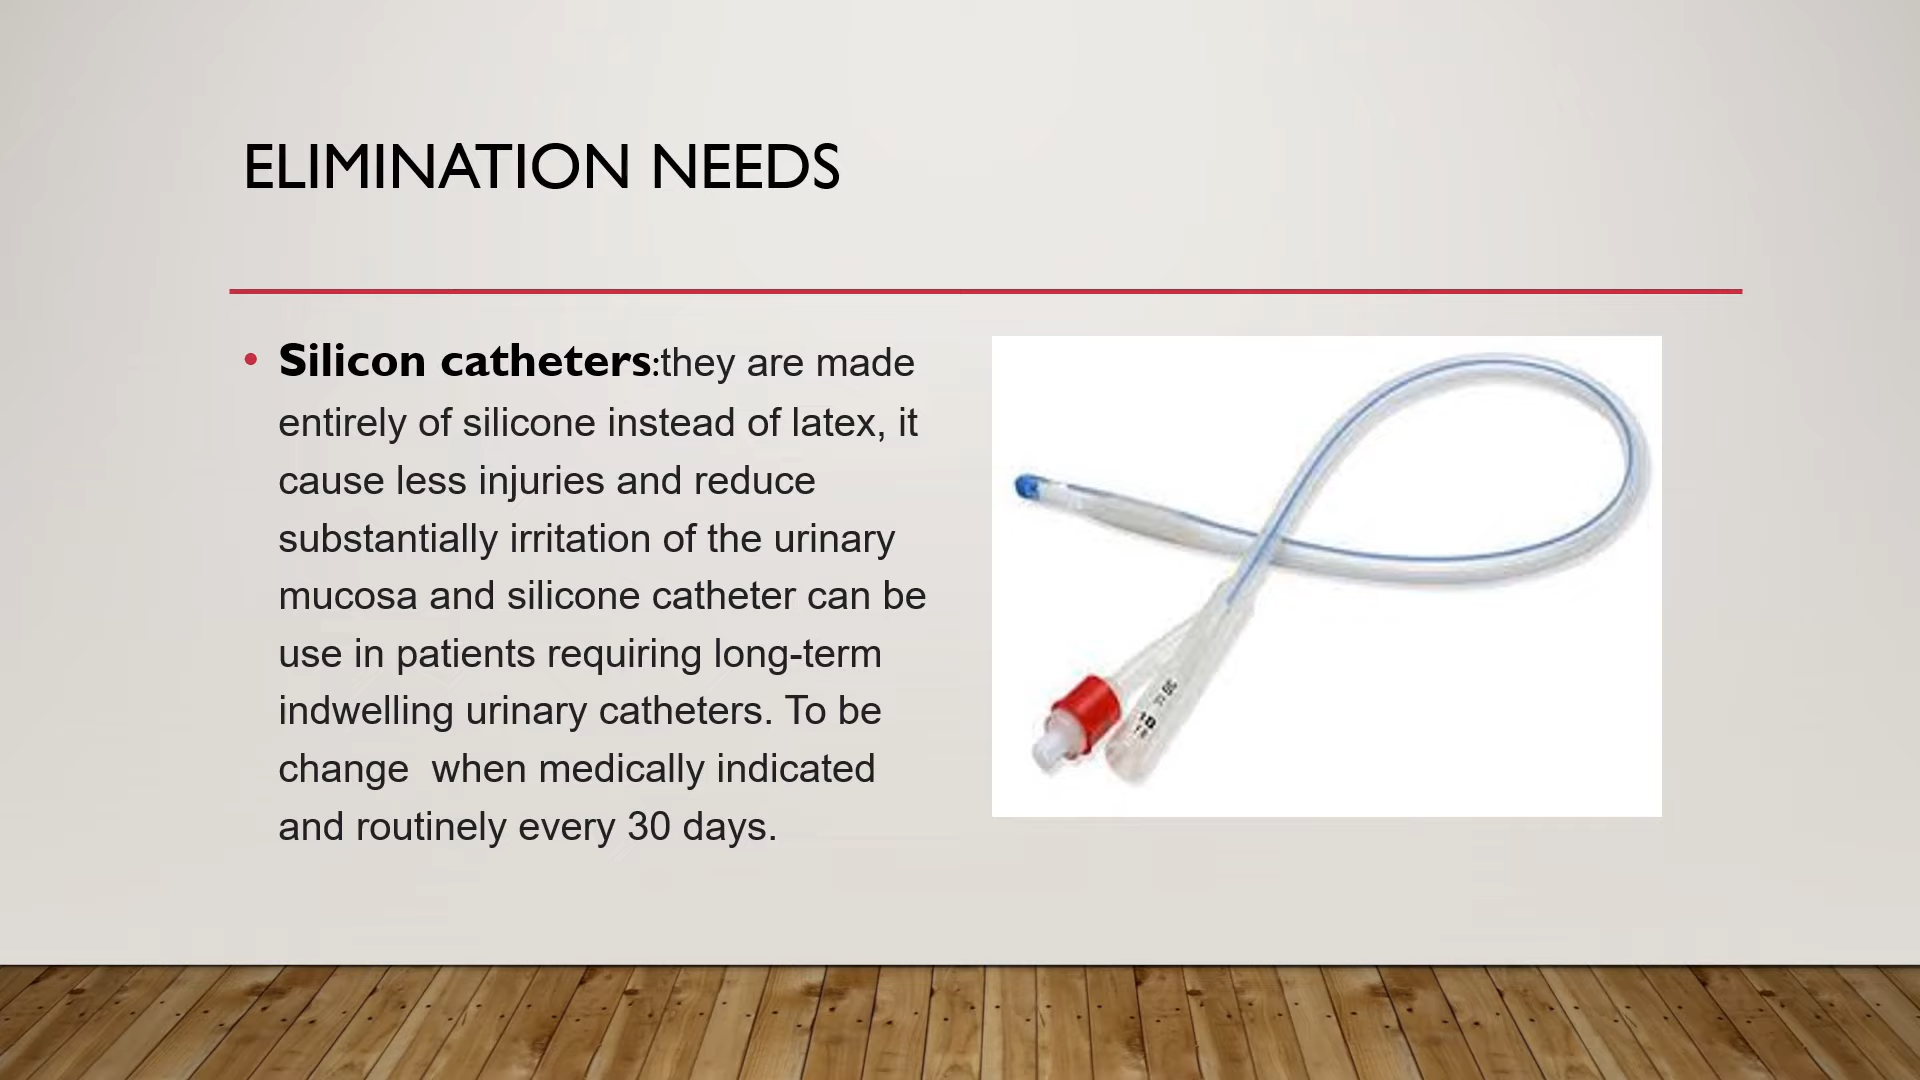 ELIMINATION NEEDS
• Silicon catheters:they are made
entirely of silicone instead of latex, it
cause less injuries and reduce
substantially irritation of the urinary
mucosa and silicone catheter can be
use in patients requiring long-term
indwelling urinary catheters. To be
change  when medically indicated
and routinely every 30 days.